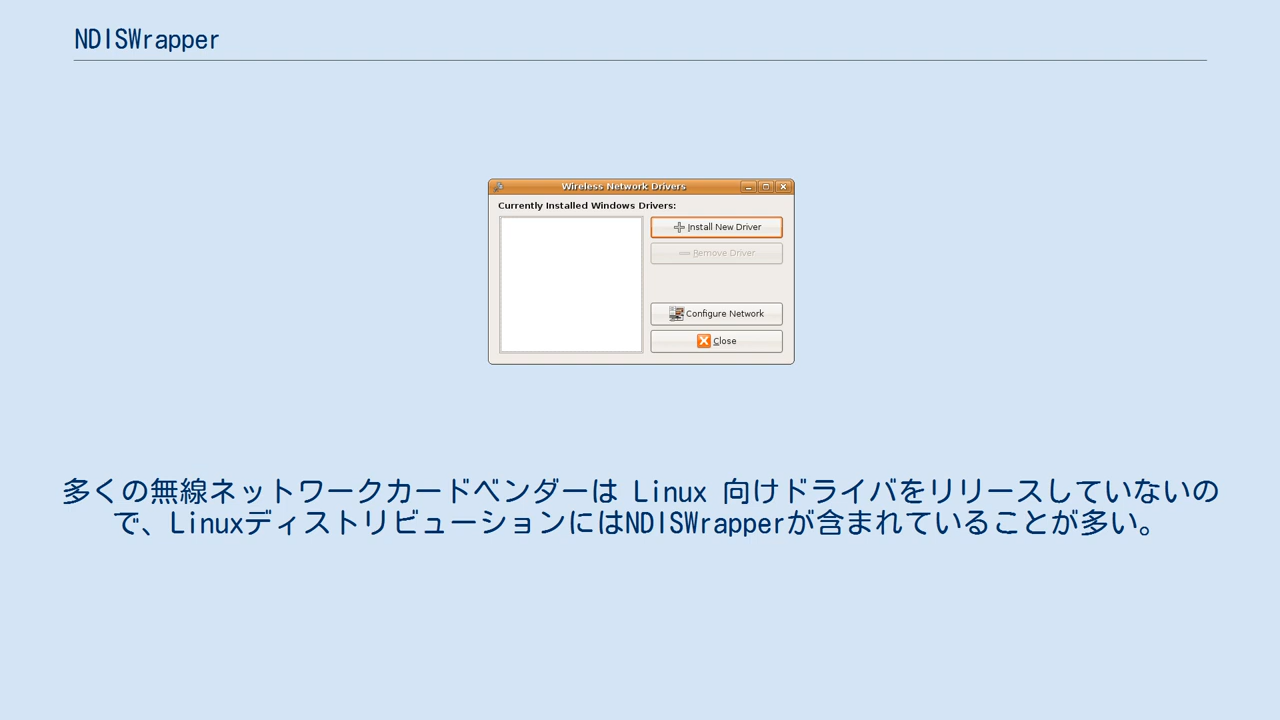 NDISWrapper
Wireless Network Drivers
Currently Installed Windows Drivers:
Install New Driver
Remove Driver
Configure Network
Close
多くの無線ネットワークカードベンダーは Linux 向けドライバをリリースしていないの
で、LinuxディストリビューションにはNDISWrapperが含まれていることが多い。